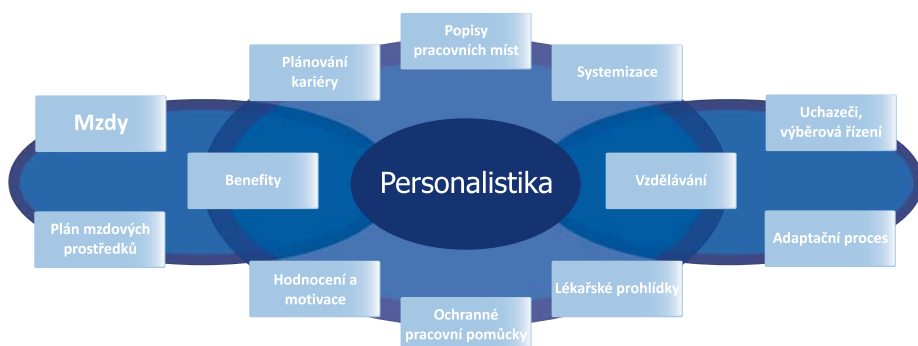 Popisy
pracovních míst
Plánování
kariéry
Systemizace
Mzdy
Uchazeči,
výběrová řízení
Benefity
Personalistika
Vzdělávání
Plán mzdových
prostředků
Adaptační proces
Hodnocení a
motivace
Lékařské prohlídky
Ochranné
pracovní pomůcky